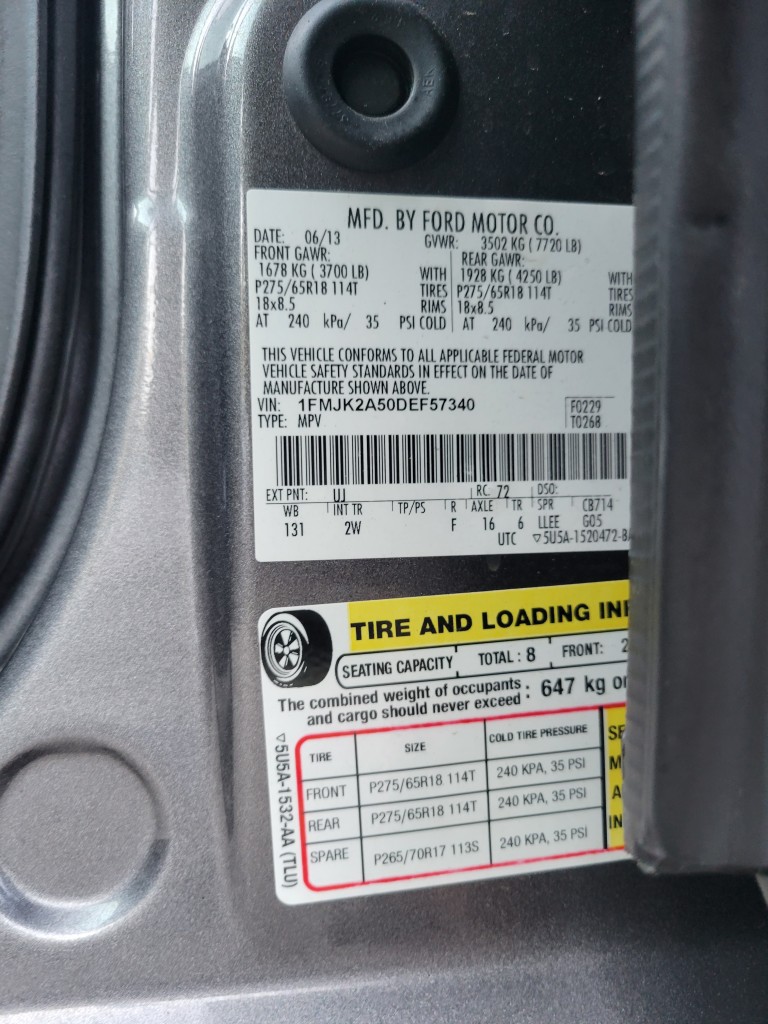 MFD. BY FORD MOTOR CO.
DATE: 06/13 GVWR: 3502 KG ( 7720 LB)
FRONT GAWR: REAR GAWR:
1678 KG ( 3700 LB) WITH 1928 KG ( 4250 LB) WITH
P275/65R18 114T TIRES P275/65R18 114T TIRES
18x8.5 RIMS 18x8.5 RIMS
AT 240 kPa/ 35 PSI COLD AT 240 kPa/ 35 PSI COLD
THIS VEHICLE CONFORMS TO ALL APPLICABLE FEDERAL MOTOR
VEHICLE SAFETY STANDARDS IN EFFECT ON THE DATE OF
MANUFACTURE SHOWN ABOVE.
VIN: 1FMJK2A50DEF57340 F0229
TYPE: MPV T0268
EXT PNT: UJ RC. 72 DSO:
WB INT TR TP/PS R AXLE TR SPR CB714
131 2W F 16 6 LLEE G05
UTC ▽5U5A-1520472-BA
TIRE AND LOADING INF
SEATING CAPACITY TOTAL : 8 FRONT: 2
The combined weight of occupants : 647 kg or
and cargo should never exceed
TIRE SIZE COLD TIRE PRESSURE
FRONT P275/65R18 114T 240 KPA, 35 PSI
REAR P275/65R18 114T 240 KPA, 35 PSI
SPARE P265/70R17 113S 240 KPA, 35 PSI
SE
M
A
IN
▽5U5A-1532-AA (TLU)